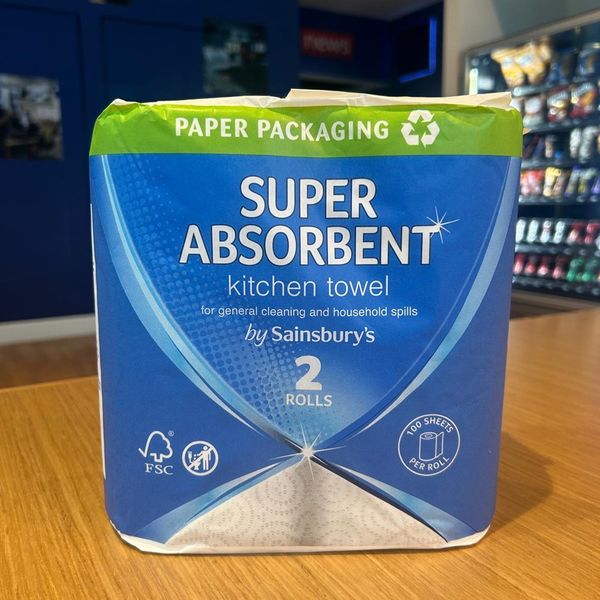 news
PAPER PACKAGING
SUPER
ABSORBENT
kitchen towel
for general cleaning and household spills
by Sainsbury's
2
ROLLS
FSC
®
100 SHEETS
PER ROLL